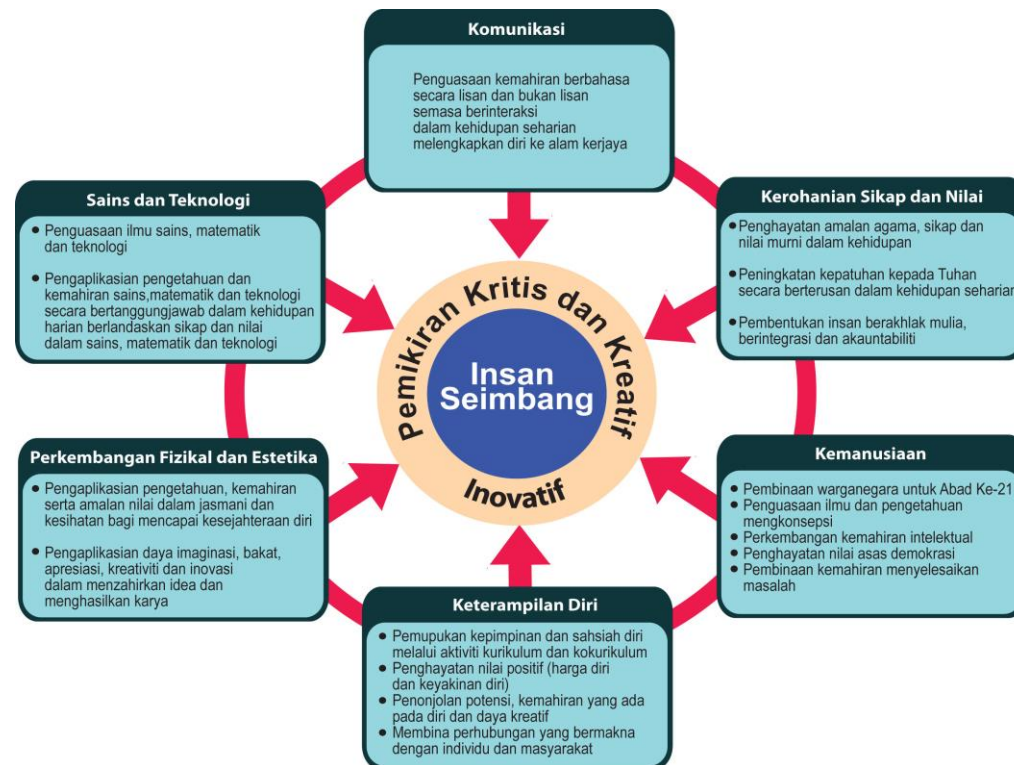 Komunikasi
Penguasaan kemahiran berbahasa
secara lisan dan bukan lisan
semasa berinteraksi
dalam kehidupan seharian
melengkapkan diri ke alam kerjaya
Sains dan Teknologi
• Penguasaan ilmu sains, matematik
dan teknologi
• Pengaplikasian pengetahuan dan
kemahiran sains,matematik dan teknologi
secara bertanggungjawab dalam kehidupan
harian berlandaskan sikap dan nilai
dalam sains, matematik dan teknologi
Kerohanian Sikap dan Nilai
• Penghayatan amalan agama, sikap dan
nilai murni dalam kehidupan
• Peningkatan kepatuhan kepada Tuhan
secara berterusan dalam kehidupan seharian
• Pembentukan insan berakhlak mulia,
berintegrasi dan akauntabiliti
Pemikiran Kritis dan Kreatif
Insan
Seimbang
Inovatif
Perkembangan Fizikal dan Estetika
• Pengaplikasian pengetahuan, kemahiran
serta amalan nilai dalam jasmani dan
kesihatan bagi mencapai kesejahteraan diri
• Pengaplikasian daya imaginasi, bakat,
apresiasi, kreativiti dan inovasi
dalam menzahirkan idea dan
menghasilkan karya
Kemanusiaan
• Pembinaan warganegara untuk Abad Ke-21
• Penguasaan ilmu dan pengetahuan
mengkonsepsi
• Perkembangan kemahiran intelektual
• Penghayatan nilai asas demokrasi
• Pembinaan kemahiran menyelesaikan
masalah
Keterampilan Diri
• Pemupukan kepimpinan dan sahsiah diri
melalui aktiviti kurikulum dan kokurikulum
• Penghayatan nilai positif (harga diri
dan keyakinan diri)
• Penonjolan potensi, kemahiran yang ada
pada diri dan daya kreatif
• Membina perhubungan yang bermakna
dengan individu dan masyarakat